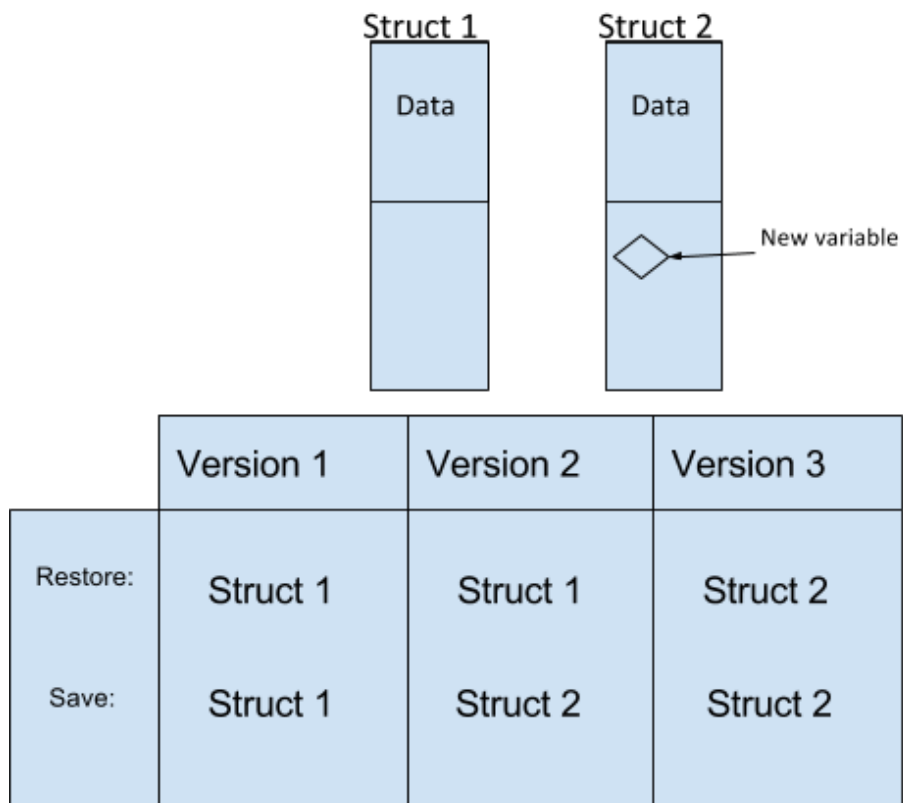 Struct 1 Struct 2
Data Data
New variable
Version 1 Version 2 Version 3
Restore: Struct 1 Struct 1 Struct 2
Save: Struct 1 Struct 2 Struct 2